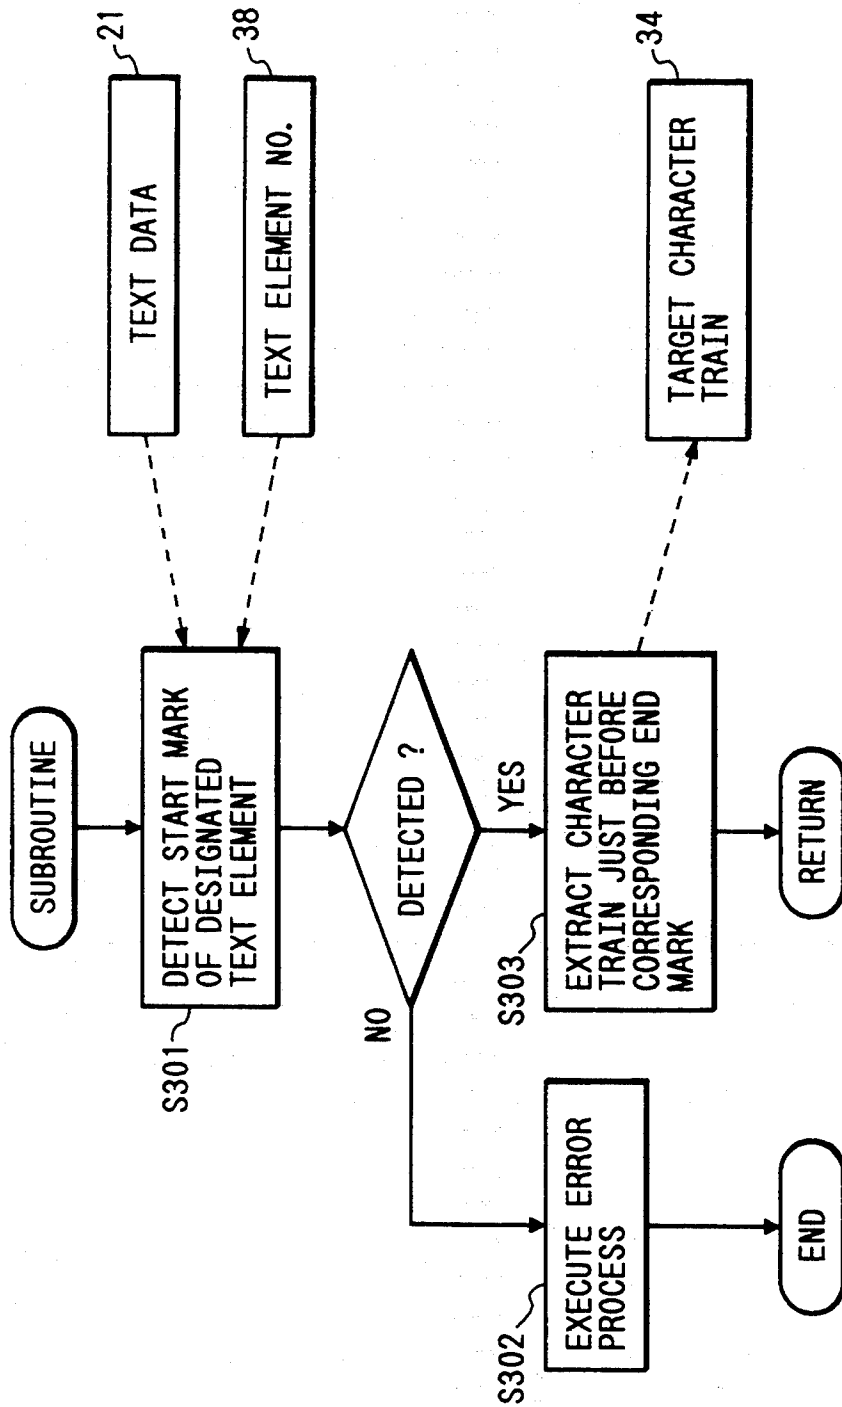 SUBROUTINE
S301
DETECT START MARK
OF DESIGNATED
TEXT ELEMENT
TEXT DATA
21
TEXT ELEMENT NO.
38
DETECTED ?
NO
YES
S302
EXECUTE ERROR
PROCESS
S303
EXTRACT CHARACTER
TRAIN JUST BEFORE
CORRESPONDING END
MARK
TARGET CHARACTER
TRAIN
34
END
RETURN